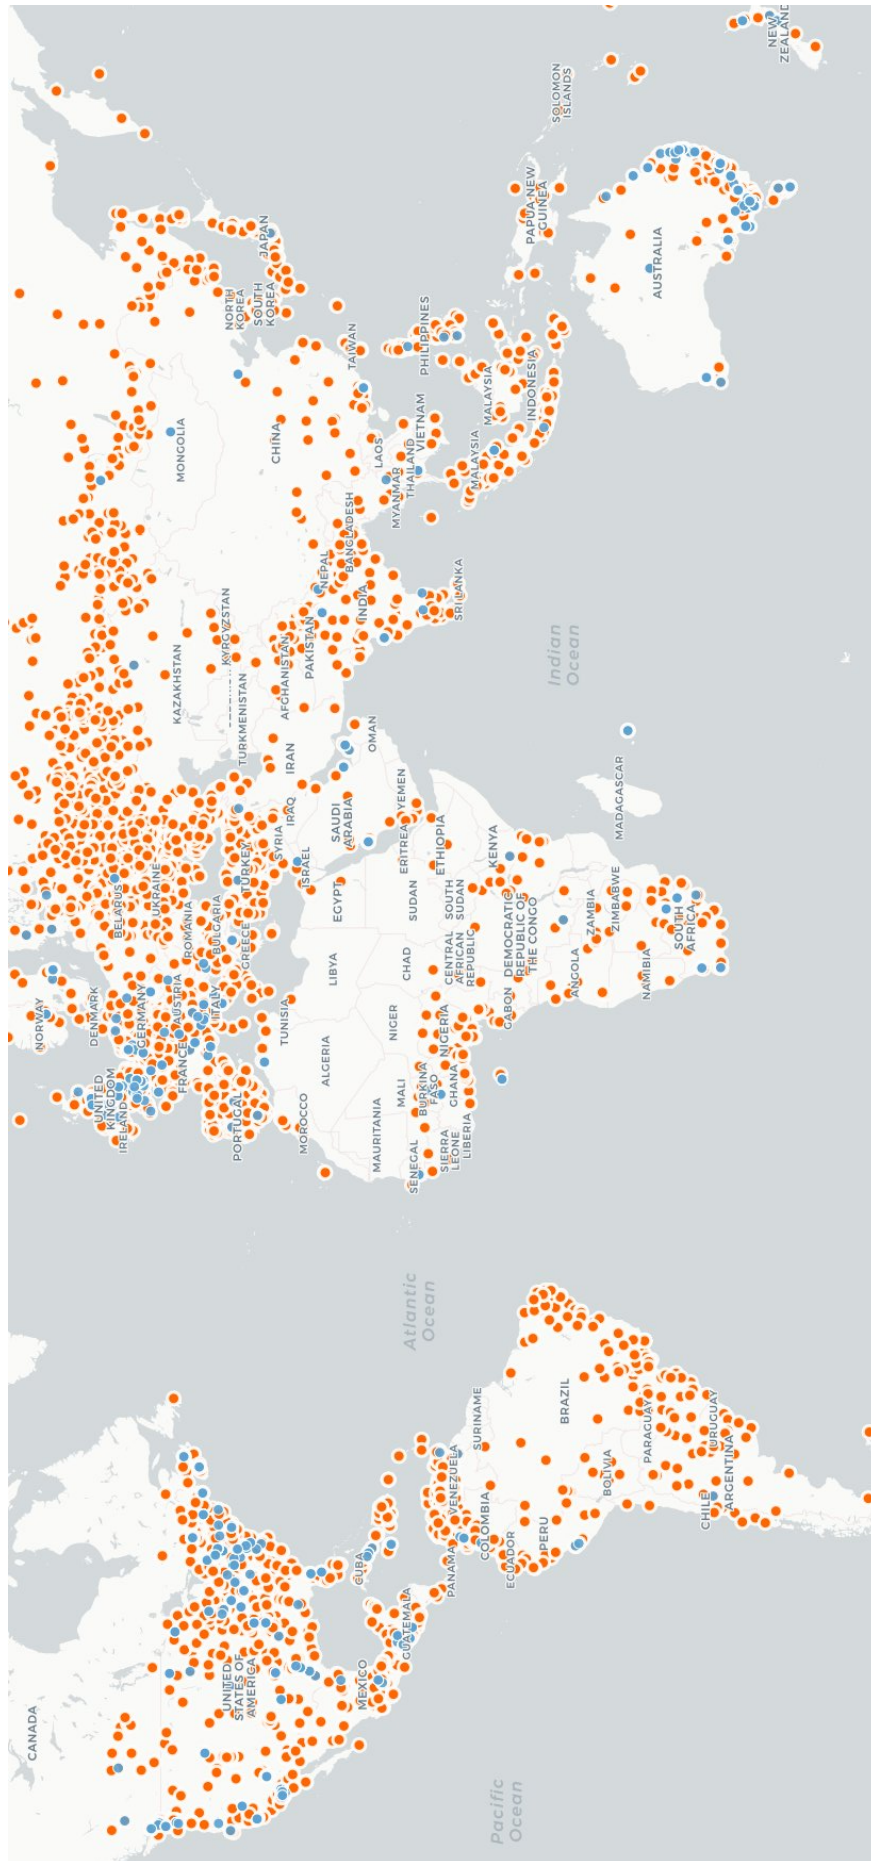 CANADA
UNITED
STATES OF
AMERICA
MEXICO
GUATEMALA
CUBA
PANAMA
VENEZUELA
COLOMBIA
SURINAME
ECUADOR
PERU
BRAZIL
BOLIVIA
PARAGUAY
CHILE
URUGUAY
ARGENTINA
Pacific
Ocean
Atlantic
Ocean
NORWAY
DENMARK
UNITED
KINGDOM
IRELAND
GERMANY
BELARUS
UKRAINE
AUSTRIA
FRANCE
ROMANIA
ITALY
BULGARIA
PORTUGAL
GREECE
TURKEY
MOROCCO
TUNISIA
ALGERIA
LIBYA
EGYPT
ISRAEL
SYRIA
IRAQ
IRAN
SAUDI
ARABIA
OMAN
YEMEN
MAURITANIA
MALI
NIGER
CHAD
SUDAN
ERITREA
SENEGAL
BURKINA
FASO
NIGERIA
SIERRA
LEONE
GHANA
LIBERIA
CENTRAL
AFRICAN
REPUBLIC
SOUTH
SUDAN
ETHIOPIA
KENYA
GABON
DEMOCRATIC
REPUBLIC OF
THE CONGO
ANGOLA
ZAMBIA
ZIMBABWE
NAMIBIA
SOUTH
AFRICA
MADAGASCAR
KAZAKHSTAN
KYRGYZSTAN
TURKMENISTAN
AFGHANISTAN
PAKISTAN
NEPAL
INDIA
BANGLADESH
SRI LANKA
MONGOLIA
CHINA
NORTH
KOREA
SOUTH
KOREA
JAPAN
TAIWAN
MYANMAR
LAOS
THAILAND
VIETNAM
PHILIPPINES
MALAYSIA
MALAYSIA
INDONESIA
PAPUA NEW
GUINEA
SOLOMON
ISLANDS
AUSTRALIA
NEW
ZEALAND
Indian
Ocean